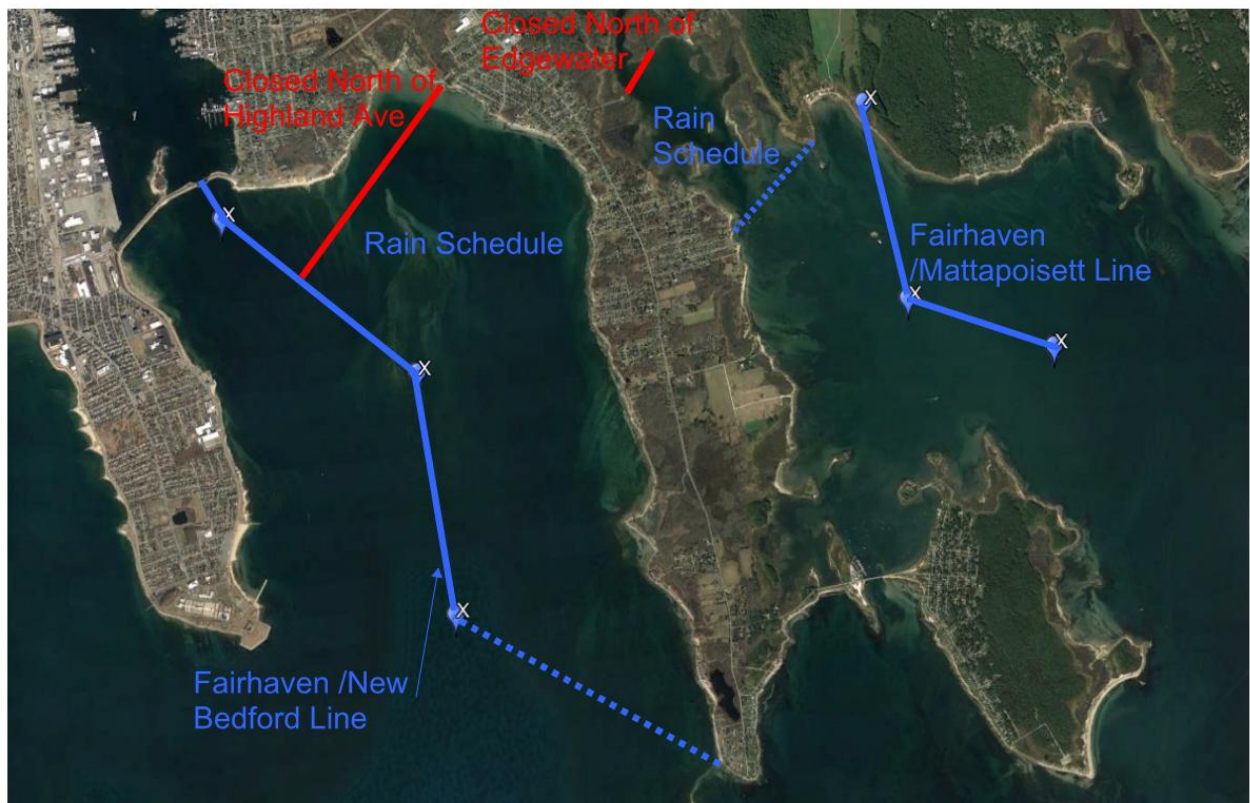 Closed North of
Edgewater
Closed North of
Highland Ave
Rain
Schedule
Rain Schedule
Fairhaven
/Mattapoisett Line
Fairhaven /New
Bedford Line
X
X
X
X
X
X